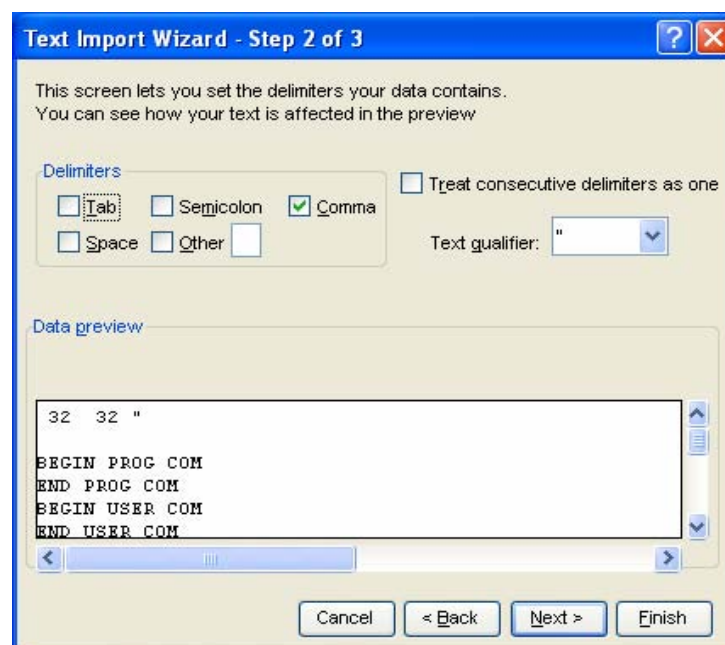 Text Import Wizard - Step 2 of 3
This screen lets you set the delimiters your data contains.
You can see how your text is affected in the preview
Delimiters
Tab Semicolon Comma
Space Other
Treat consecutive delimiters as one
Text qualifier: "
Data preview
32 32 "
BEGIN PROG COM
END PROG COM
BEGIN USER COM
END USER COM
Cancel < Back Next > Finish